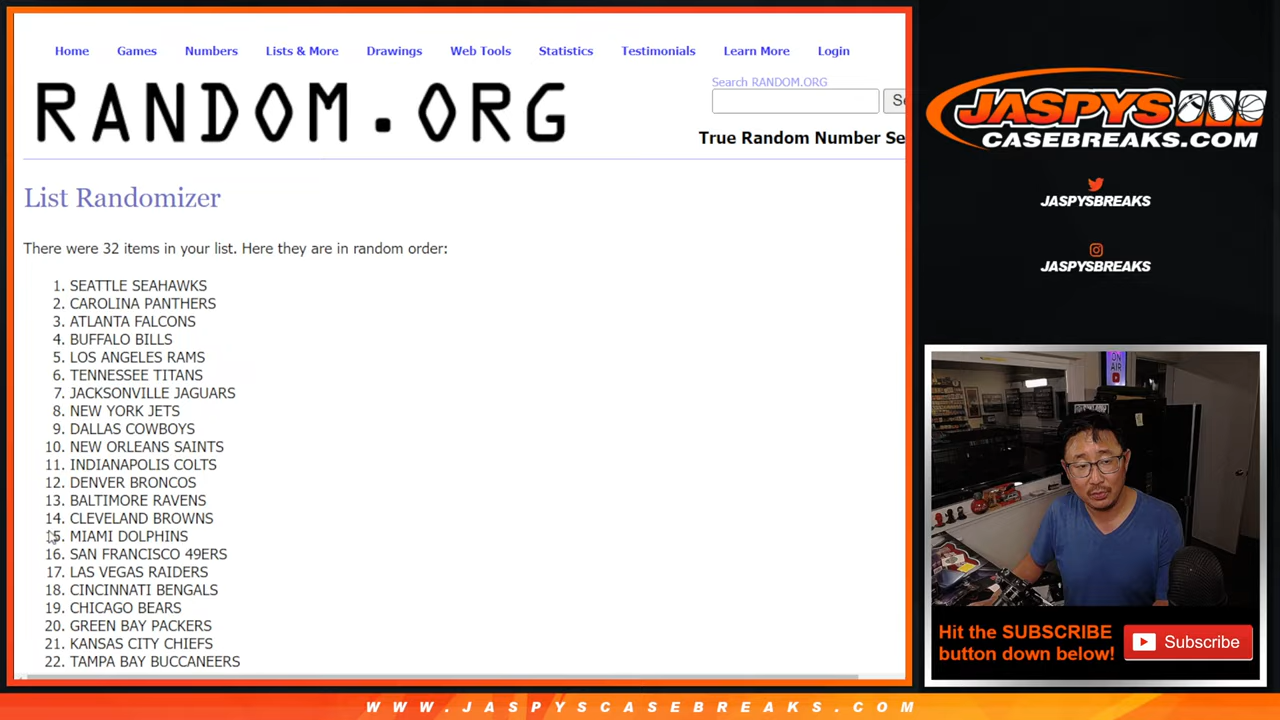 Home Games Numbers Lists & More Drawings Web Tools Statistics Testimonials Learn More Login
RANDOM.ORG
Search RANDOM.ORG
Se
True Random Number Se
List Randomizer
There were 32 items in your list. Here they are in random order:
1. SEATTLE SEAHAWKS
2. CAROLINA PANTHERS
3. ATLANTA FALCONS
4. BUFFALO BILLS
5. LOS ANGELES RAMS
6. TENNESSEE TITANS
7. JACKSONVILLE JAGUARS
8. NEW YORK JETS
9. DALLAS COWBOYS
10. NEW ORLEANS SAINTS
11. INDIANAPOLIS COLTS
12. DENVER BRONCOS
13. BALTIMORE RAVENS
14. CLEVELAND BROWNS
15. MIAMI DOLPHINS
16. SAN FRANCISCO 49ERS
17. LAS VEGAS RAIDERS
18. CINCINNATI BENGALS
19. CHICAGO BEARS
20. GREEN BAY PACKERS
21. KANSAS CITY CHIEFS
22. TAMPA BAY BUCCANEERS
JASPYS
CASEBREAKS.COM
JASPYSBREAKS
JASPYSBREAKS
ON
AIR
Hit the SUBSCRIBE
button down below!
Subscribe
WWW.JASPYSCASEBREAKS.COM